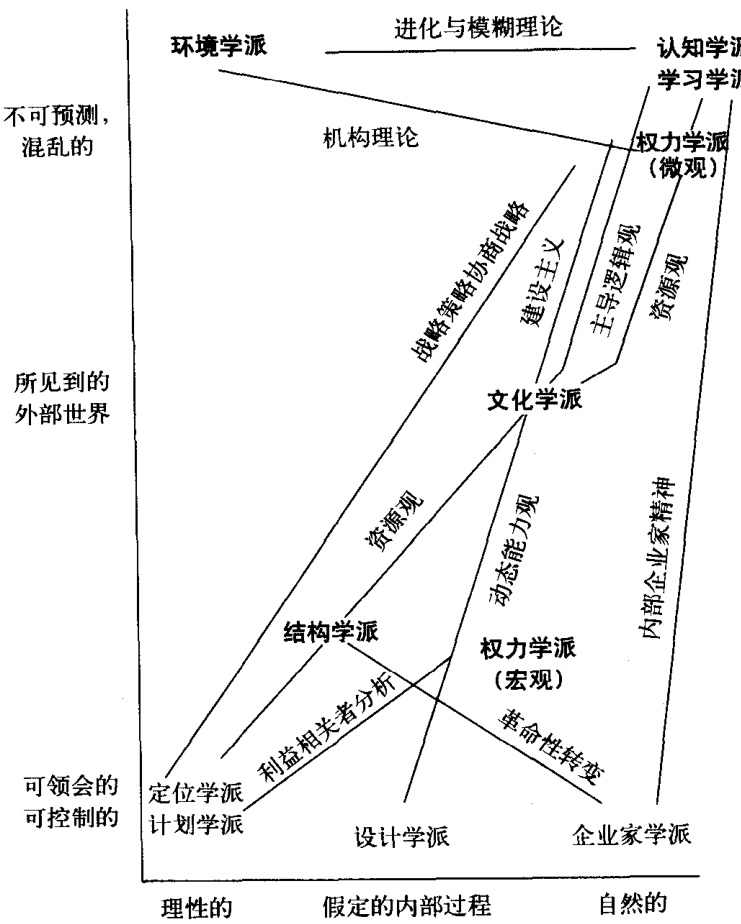 进化与模糊理论
环境学派
认知学派
学习学派
不可预测，
混乱的
机构理论
权力学派
（微观）
战略策略协商战略
建设主义
主导逻辑观
资源观
所见到的
外部世界
文化学派
资源观
动态能力观
内部企业家精神
结构学派
权力学派
（宏观）
利益相关者分析
革命性转变
可领会的
可控制的
定位学派
计划学派
设计学派
企业家学派
理性的
假定的内部过程
自然的